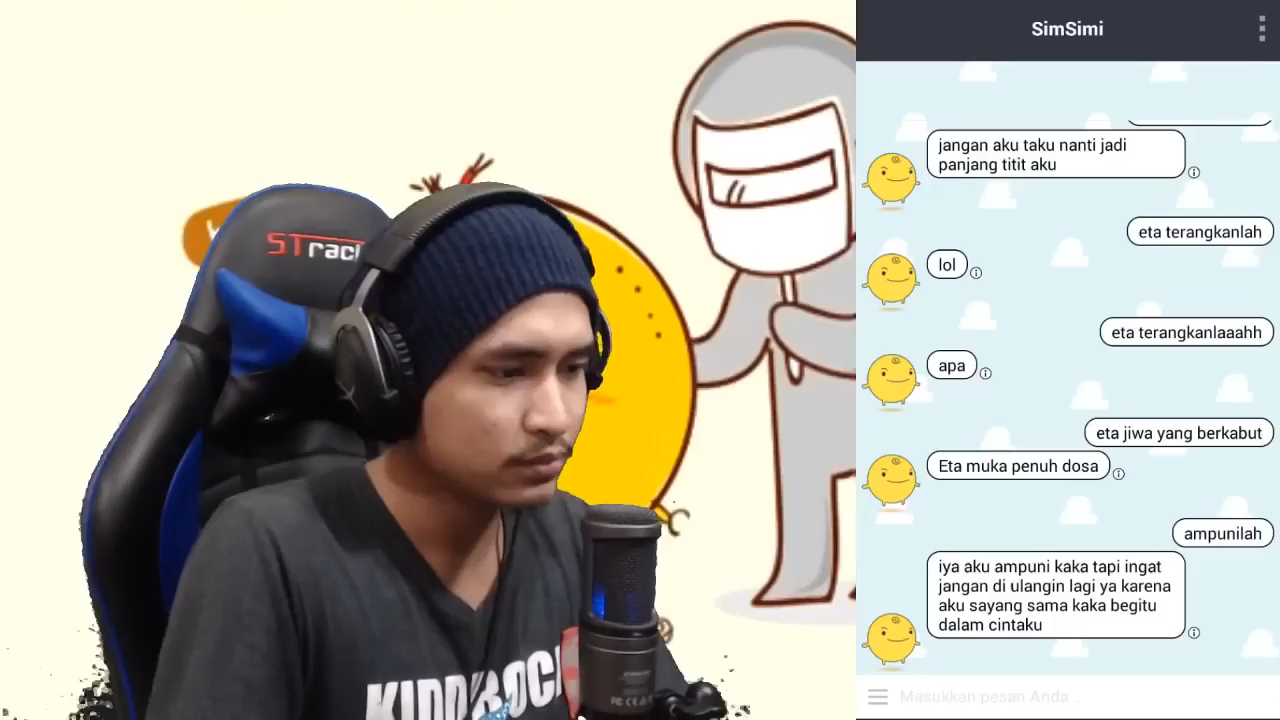 SimSimi
jangan aku taku nanti jadi
panjang titit aku
eta terangkanlah
lol
eta terangkanlaaahh
apa
eta jiwa yang berkabut
Eta muka penuh dosa
ampunilah
iya aku ampuni kaka tapi ingat
jangan di ulangin lagi ya karena
aku sayang sama kaka begitu
dalam cintaku
Masukkan pesan Anda...
STrac